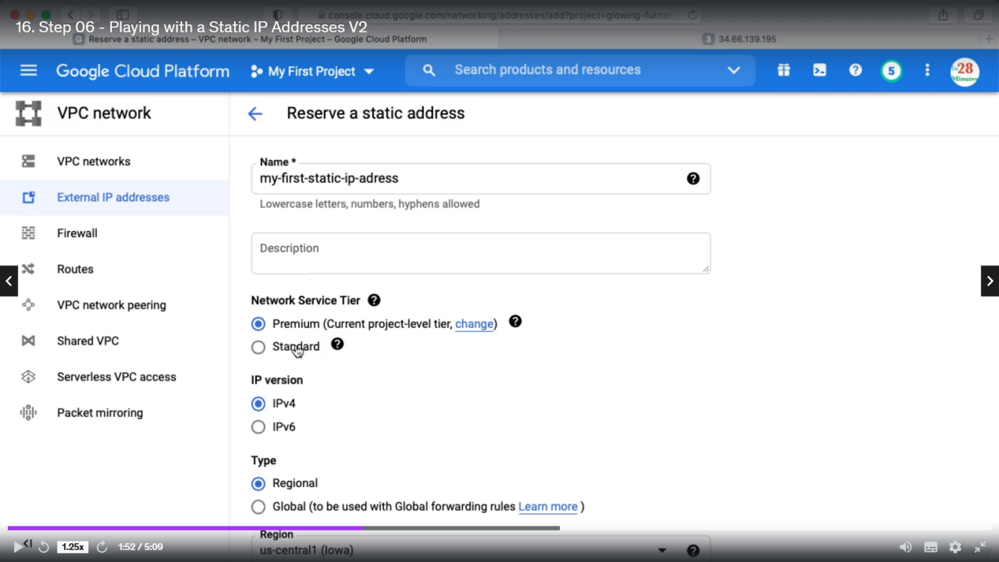 console.cloud.google.com/networking/addresses/add?project=glowing-furnac
16. Step 06 - Playing with a Static IP Addresses V2
G Reserve a static address – VPC network – My First Project – Google Cloud Platform
3 34.66.139.195
Google Cloud Platform
My First Project
Search products and resources
5
in28
Minutes
VPC network
Reserve a static address
VPC networks
External IP addresses
Firewall
Routes
VPC network peering
Shared VPC
Serverless VPC access
Packet mirroring
Name *
my-first-static-ip-adress
Lowercase letters, numbers, hyphens allowed
Description
Network Service Tier
Premium (Current project-level tier, change)
Standard
IP version
IPv4
IPv6
Type
Regional
Global (to be used with Global forwarding rules Learn more )
Region
us-central1 (Iowa)
1.25x
1:52 / 5:09